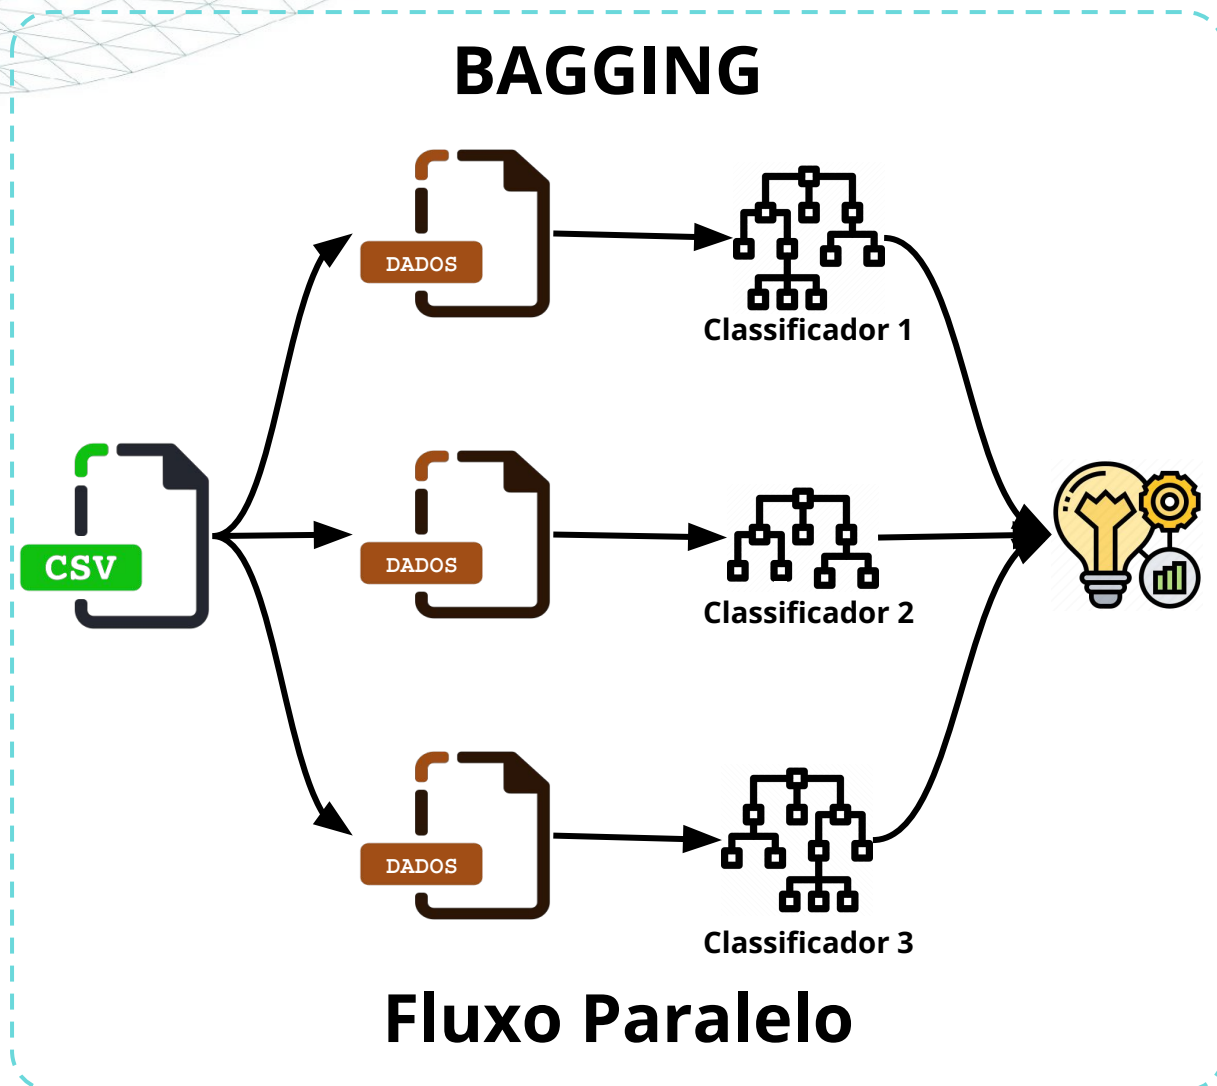 BAGGING
DADOS
Classificador 1
CSV
DADOS
Classificador 2
DADOS
Classificador 3
Fluxo Paralelo